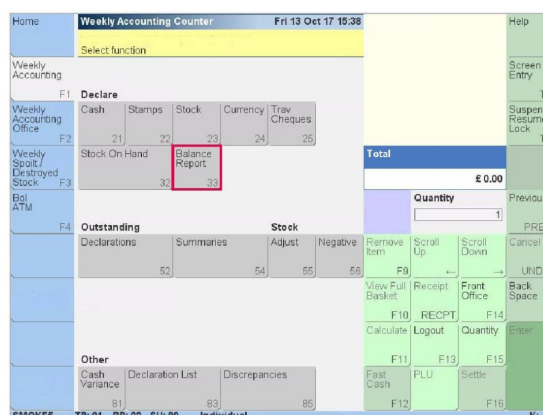 Home
Weekly Accounting Counter
Fri 13 Oct 17 15:38
Help
Select function
Weekly
Accounting
F1
Screen
Entry
Declare
Weekly
Accounting
Office
F2
Cash
21
Stamps
22
Stock
23
Currency
24
Trav
Cheques
25
Suspen
Resum
Lock
Weekly
Spoilt /
Destroyed
Stock F3
Stock On Hand
32
Balance
Report
33
Total
£ 0.00
Bol
ATM
F4
Quantity
1
Previou
PRE
Outstanding
Stock
Declarations
52
Summaries
54
Adjust
55
Negative
56
Remove
Item
F9
Scroll
Up
←
Scroll
Down
→
Cancel
UND
View Full
Basket
F10
Receipt
RECPT
Front
Office
F14
Back
Space
Calculate
F11
Logout
F13
Quantity
F15
Enter
Other
Cash
Variance
81
Declaration List
83
Discrepancies
85
Fast
Cash
F12
PLU
Settle
F16